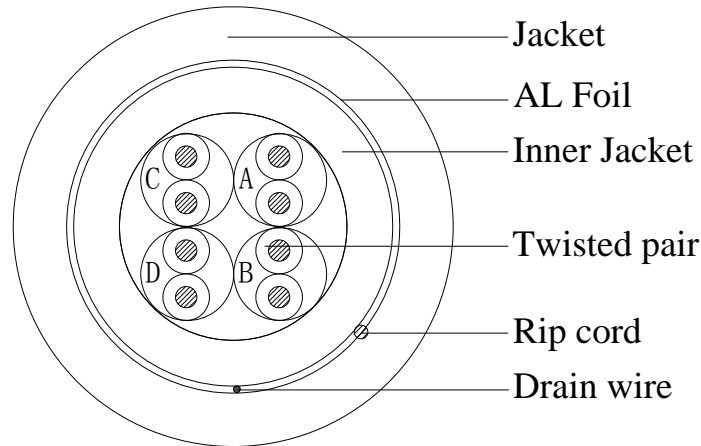 Jacket
AL Foil
Inner Jacket
C
A
Twisted pair
D
B
Rip cord
Drain wire